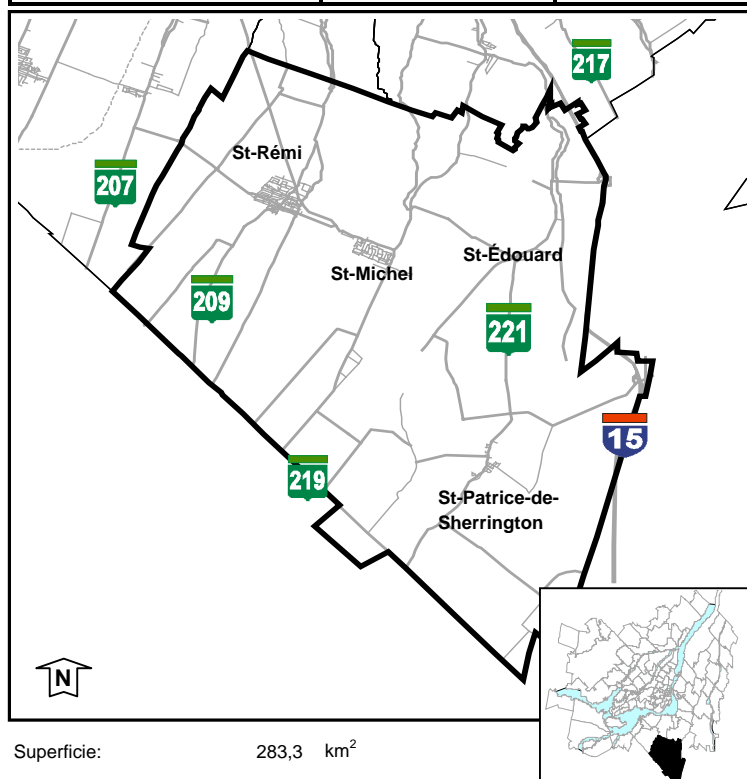 217
St-Rémi
207
St-Édouard
St-Michel
209
221
15
219
St-Patrice-de-
Sherrington
N
Superficie: 283,3 km²